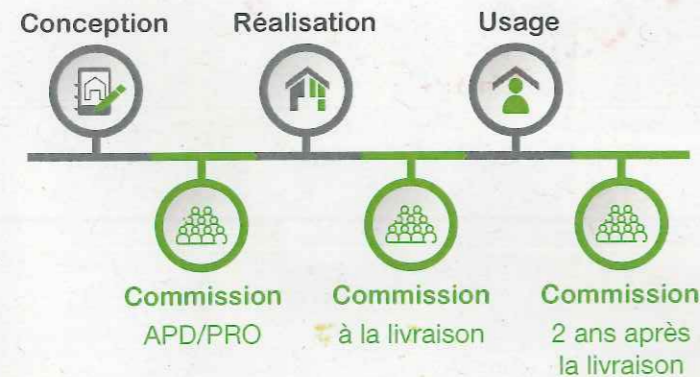 Conception
Réalisation
Usage
Commission
APD/PRO
Commission
à la livraison
Commission
2 ans après
la livraison